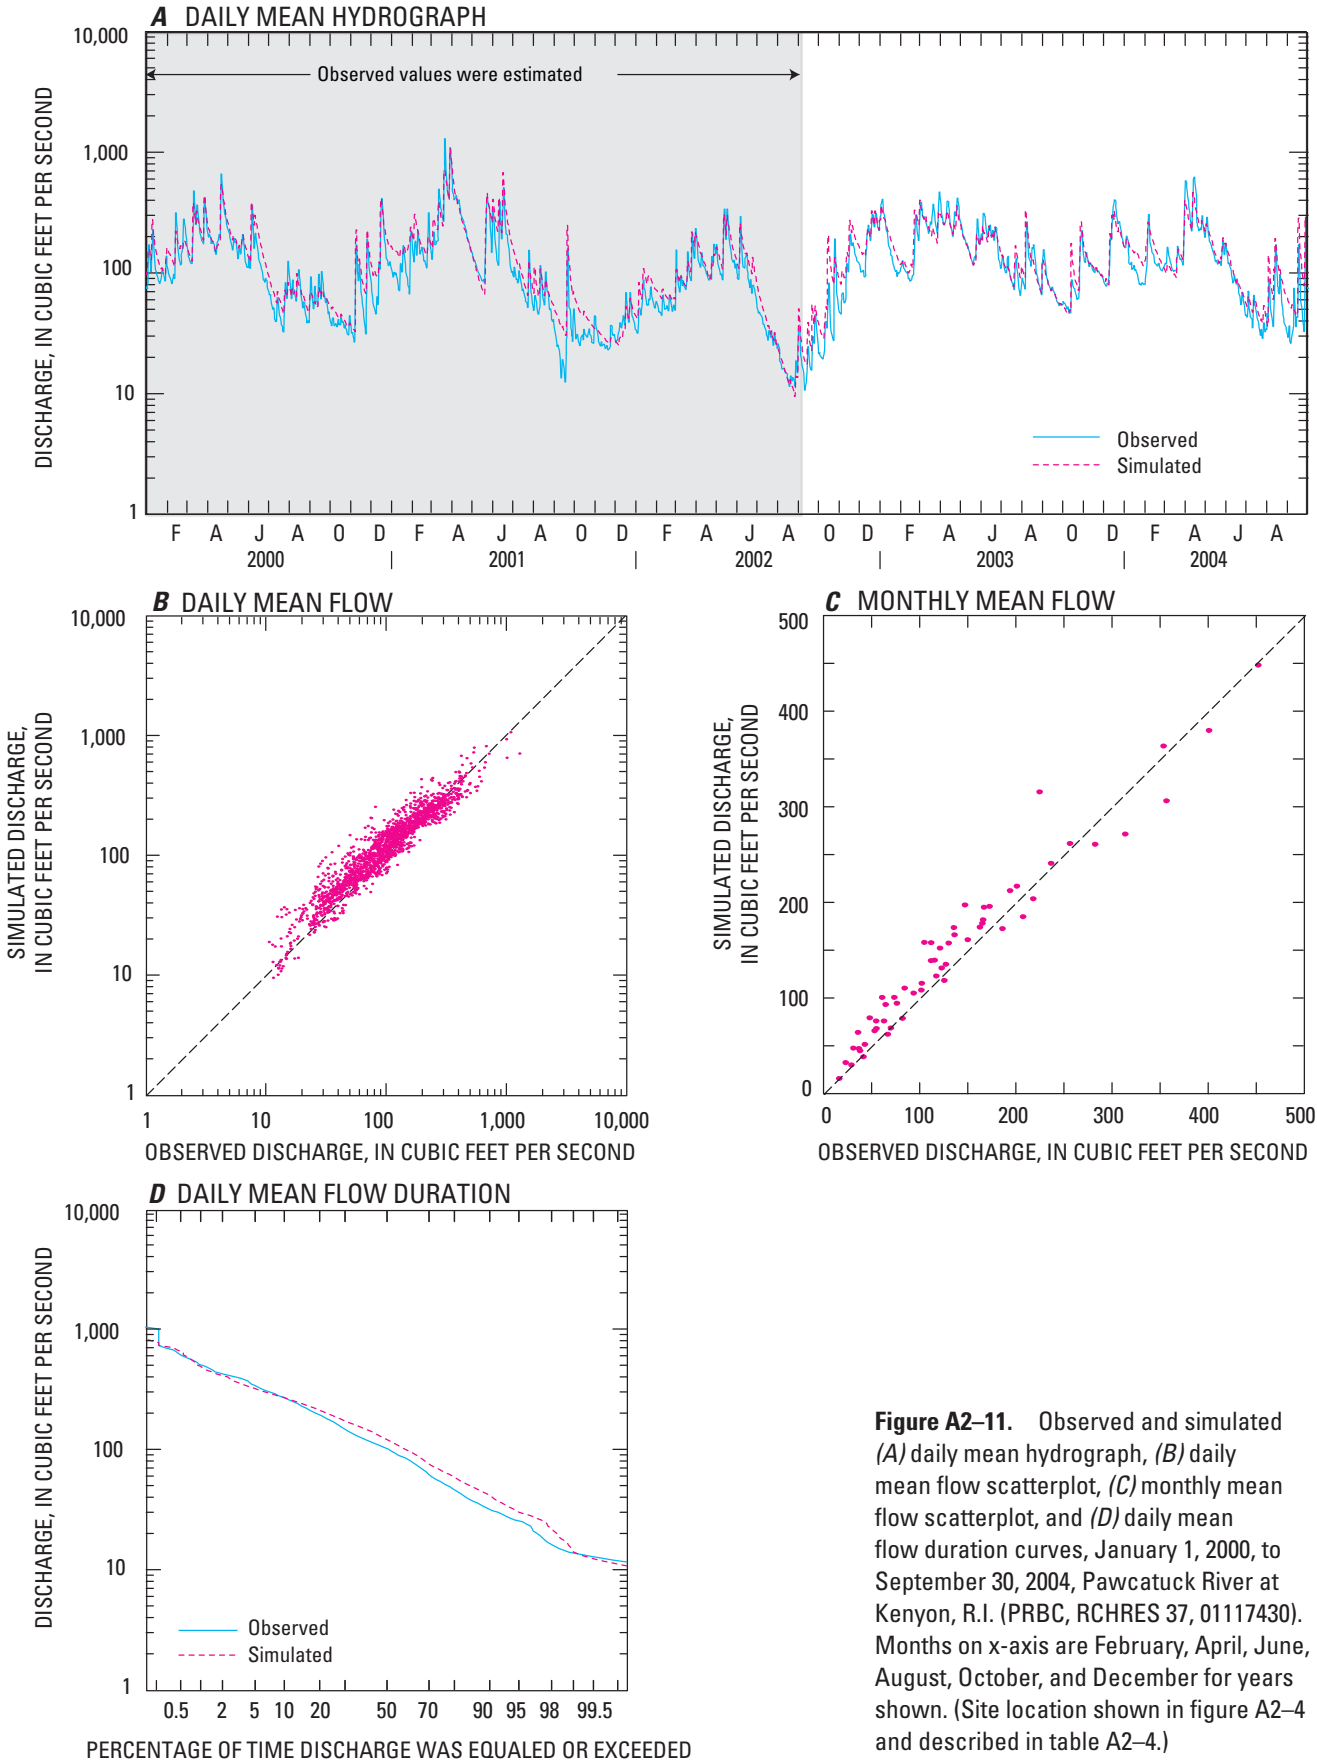 A DAILY MEAN HYDROGRAPH
DISCHARGE, IN CUBIC FEET PER SECOND
10,000
1,000
100
10
1
Observed values were estimated
Observed
Simulated
F A J A O D F A J A O D F A J A O D F A J A O D F A J A
2000 | 2001 | 2002 | 2003 | 2004
B DAILY MEAN FLOW
SIMULATED DISCHARGE,
IN CUBIC FEET PER SECOND
10,000
1,000
100
10
1
1 10 100 1,000 10,000
OBSERVED DISCHARGE, IN CUBIC FEET PER SECOND
C MONTHLY MEAN FLOW
SIMULATED DISCHARGE,
IN CUBIC FEET PER SECOND
500
400
300
200
100
0
0 100 200 300 400 500
OBSERVED DISCHARGE, IN CUBIC FEET PER SECOND
D DAILY MEAN FLOW DURATION
DISCHARGE, IN CUBIC FEET PER SECOND
10,000
1,000
100
10
1
Observed
Simulated
0.5 2 5 10 20 50 70 90 95 98 99.5
PERCENTAGE OF TIME DISCHARGE WAS EQUALED OR EXCEEDED
Figure A2–11. Observed and simulated
(A) daily mean hydrograph, (B) daily
mean flow scatterplot, (C) monthly mean
flow scatterplot, and (D) daily mean
flow duration curves, January 1, 2000, to
September 30, 2004, Pawcatuck River at
Kenyon, R.I. (PRBC, RCHRES 37, 01117430).
Months on x-axis are February, April, June,
August, October, and December for years
shown. (Site location shown in figure A2–4
and described in table A2–4.)